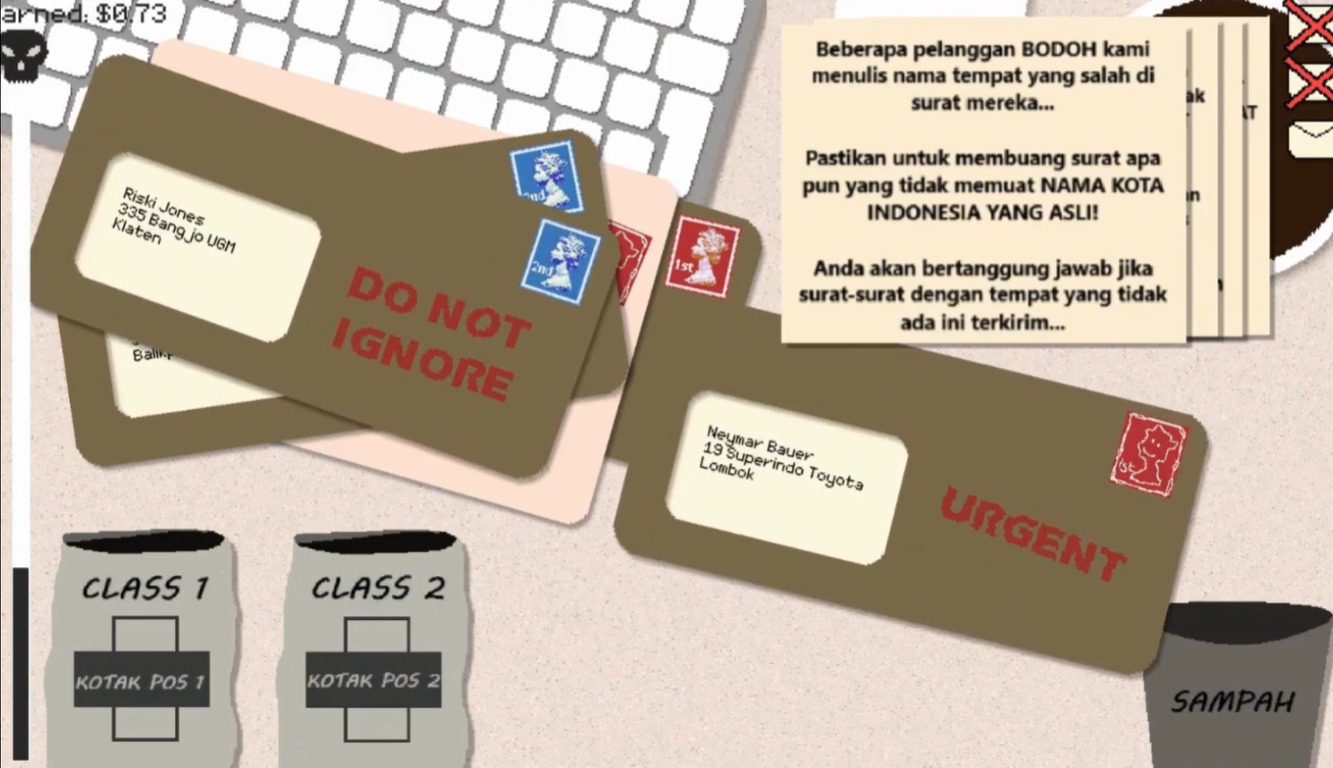 arned: $0.73
Beberapa pelanggan BODOH kami
menulis nama tempat yang salah di
surat mereka...
Pastikan untuk membuang surat apa
pun yang tidak memuat NAMA KOTA
INDONESIA YANG ASLI!
Anda akan bertanggung jawab jika
surat-surat dengan tempat yang tidak
ada ini terkirim...
Riski Jones
335 Bangjo UGM
Klaten
2nd
DO NOT
IGNORE
1st
Neymar Bauer
19 Superindo Toyota
Lombok
1st
URGENT
CLASS 1
KOTAK POS 1
CLASS 2
KOTAK POS 2
SAMPAH